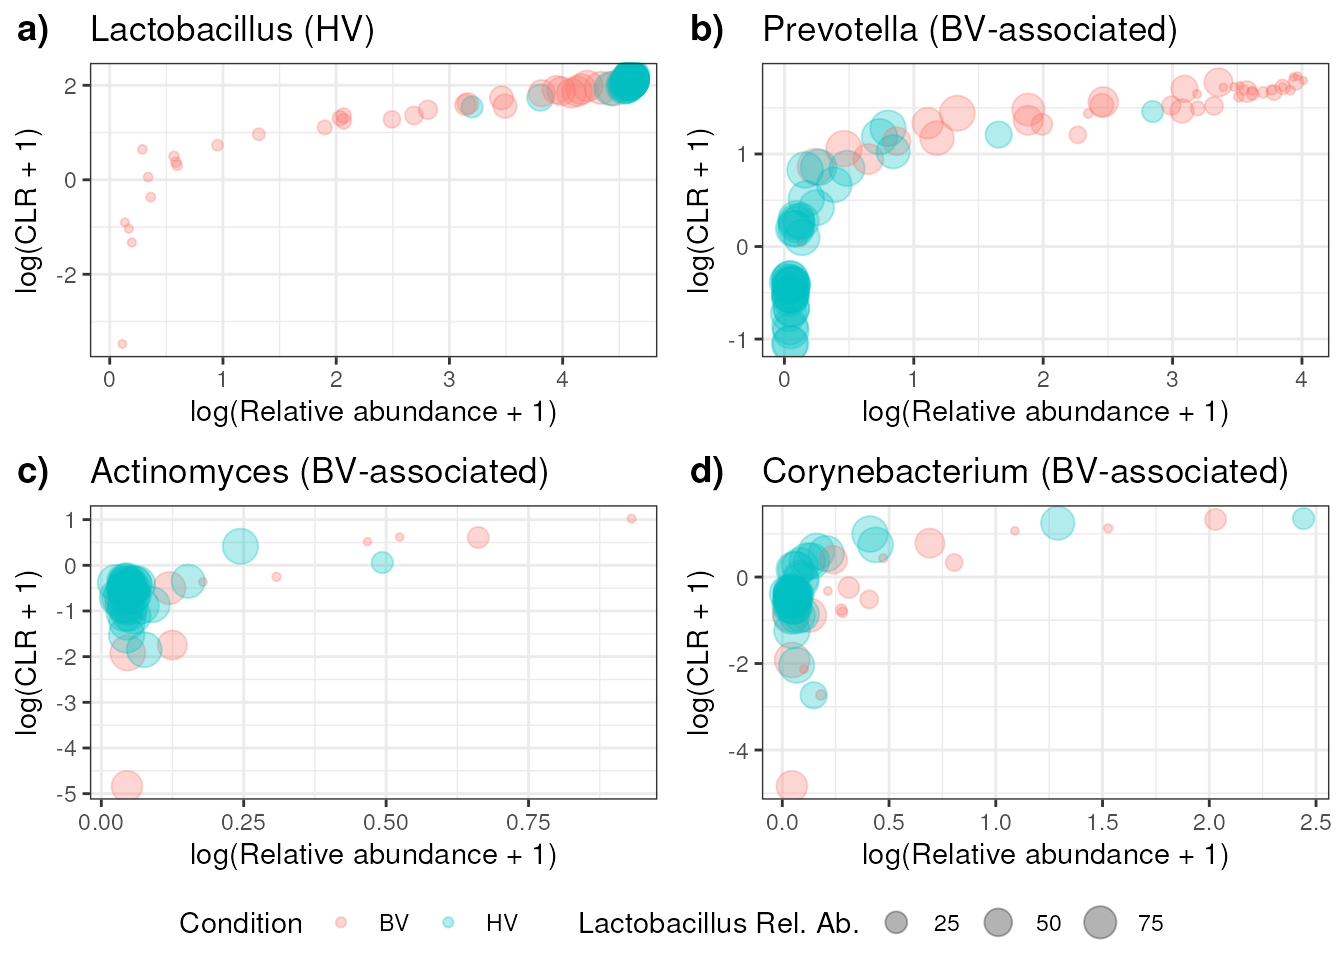 a) Lactobacillus (HV)
log(CLR + 1)
2
0
-2
0 1 2 3 4
log(Relative abundance + 1)
b) Prevotella (BV-associated)
log(CLR + 1)
1
0
-1
0 1 2 3 4
log(Relative abundance + 1)
c) Actinomyces (BV-associated)
log(CLR + 1)
1
0
-1
-2
-3
-4
-5
0.00 0.25 0.50 0.75
log(Relative abundance + 1)
d) Corynebacterium (BV-associated)
log(CLR + 1)
0
-2
-4
0.0 0.5 1.0 1.5 2.0 2.5
log(Relative abundance + 1)
Condition BV HV Lactobacillus Rel. Ab. 25 50 75